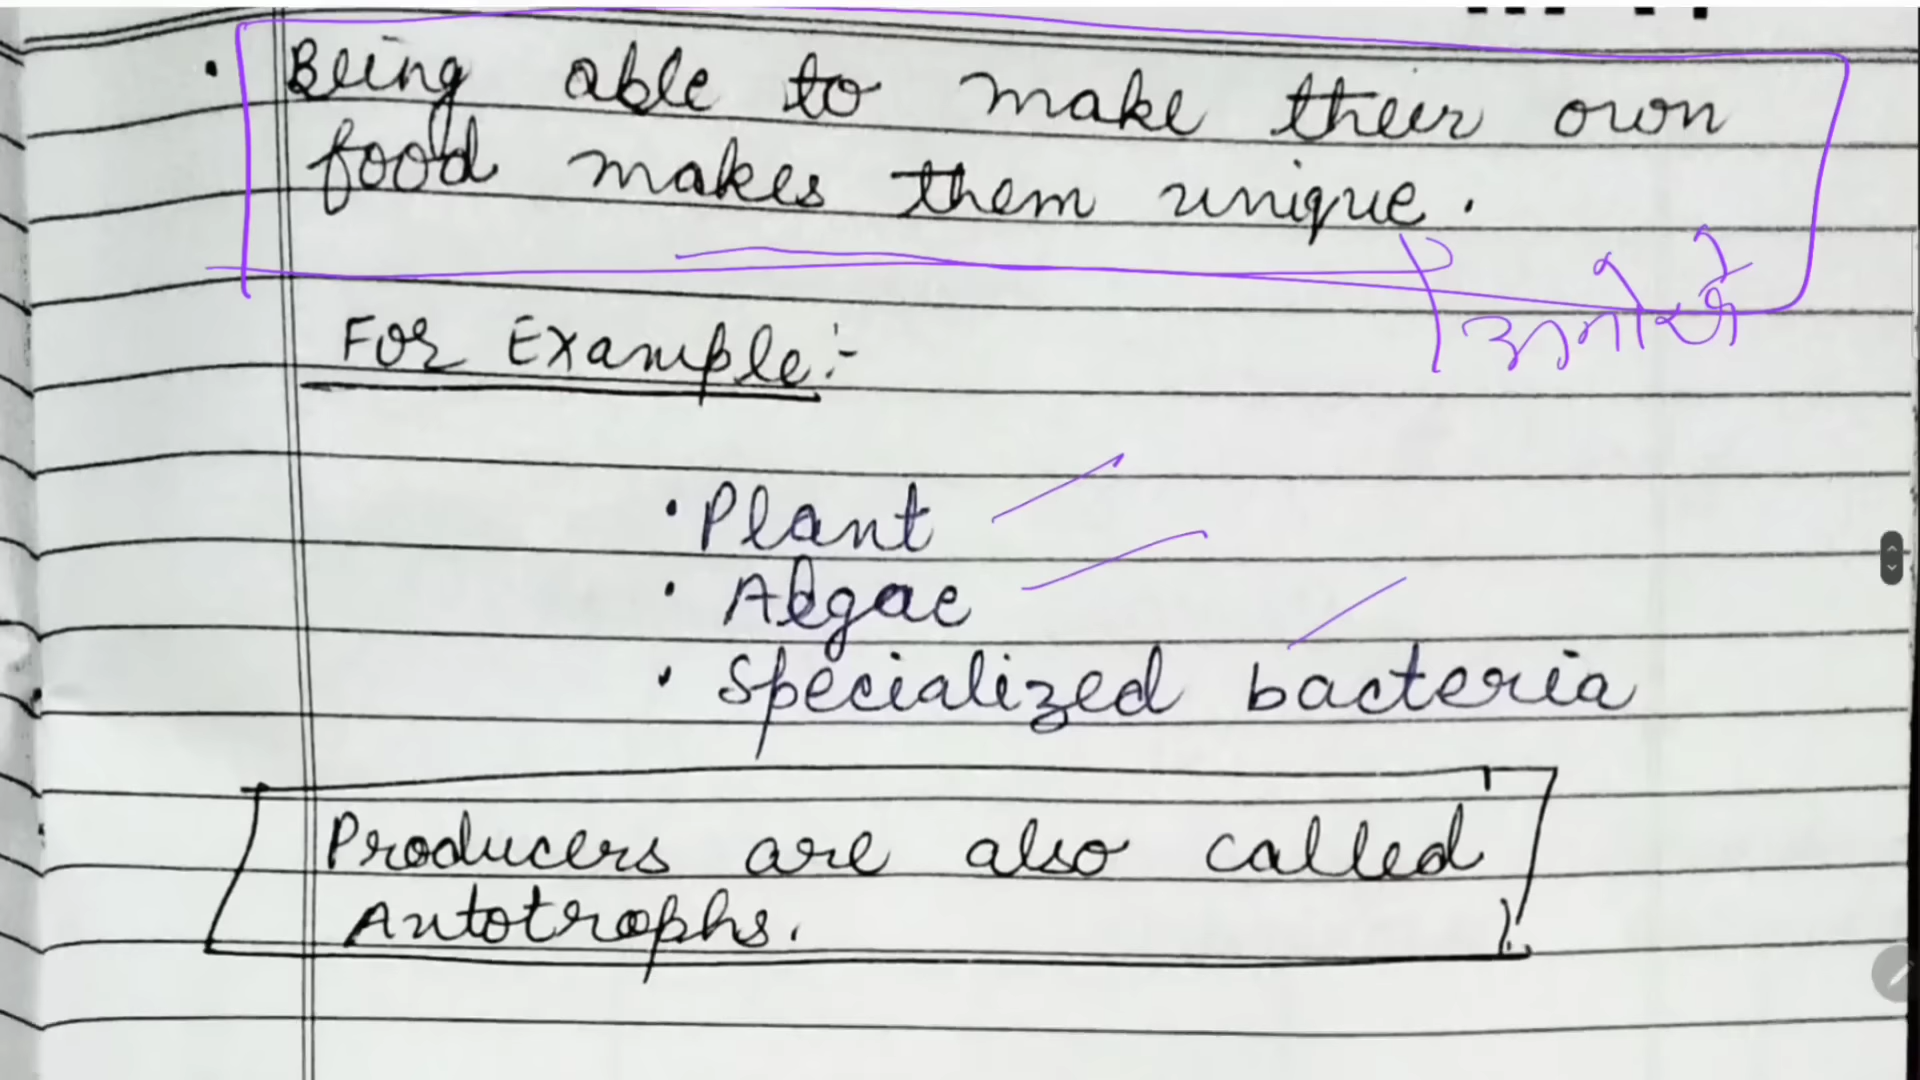 • Being able to make their own
food makes them unique.
For Example:-
• Plant
• Algae
• Specialized bacteria
Producers are also called
Autotrophs.